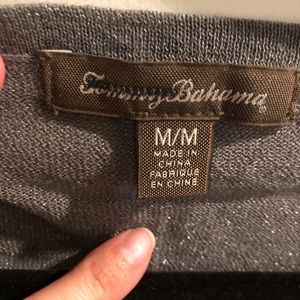 Tommy Bahama
M/M
MADE IN
CHINA
FABRIQUÉ
EN CHINE